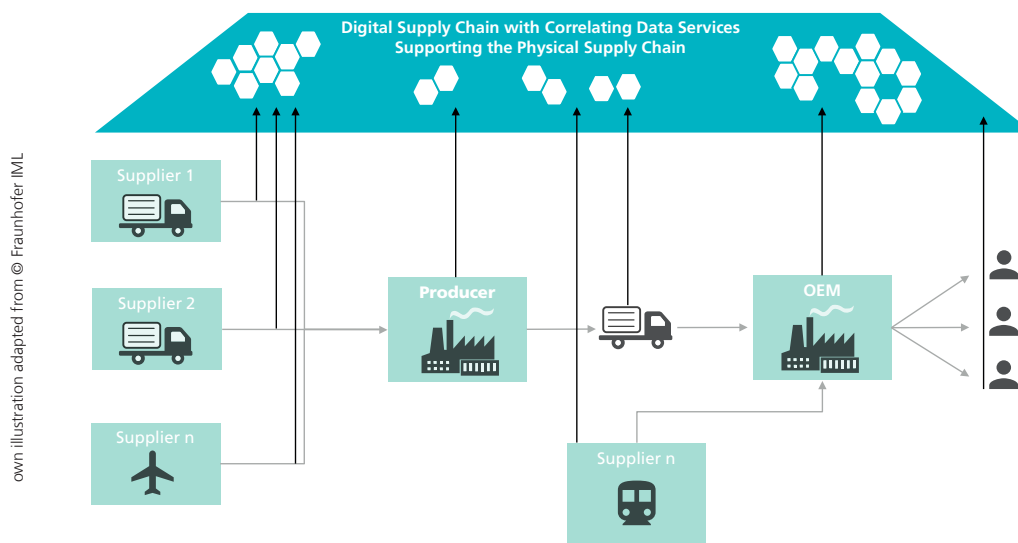 Digital Supply Chain with Correlating Data Services
Supporting the Physical Supply Chain
own illustration adapted from © Fraunhofer IML
Supplier 1
Supplier 2
Producer
OEM
Supplier n
Supplier n